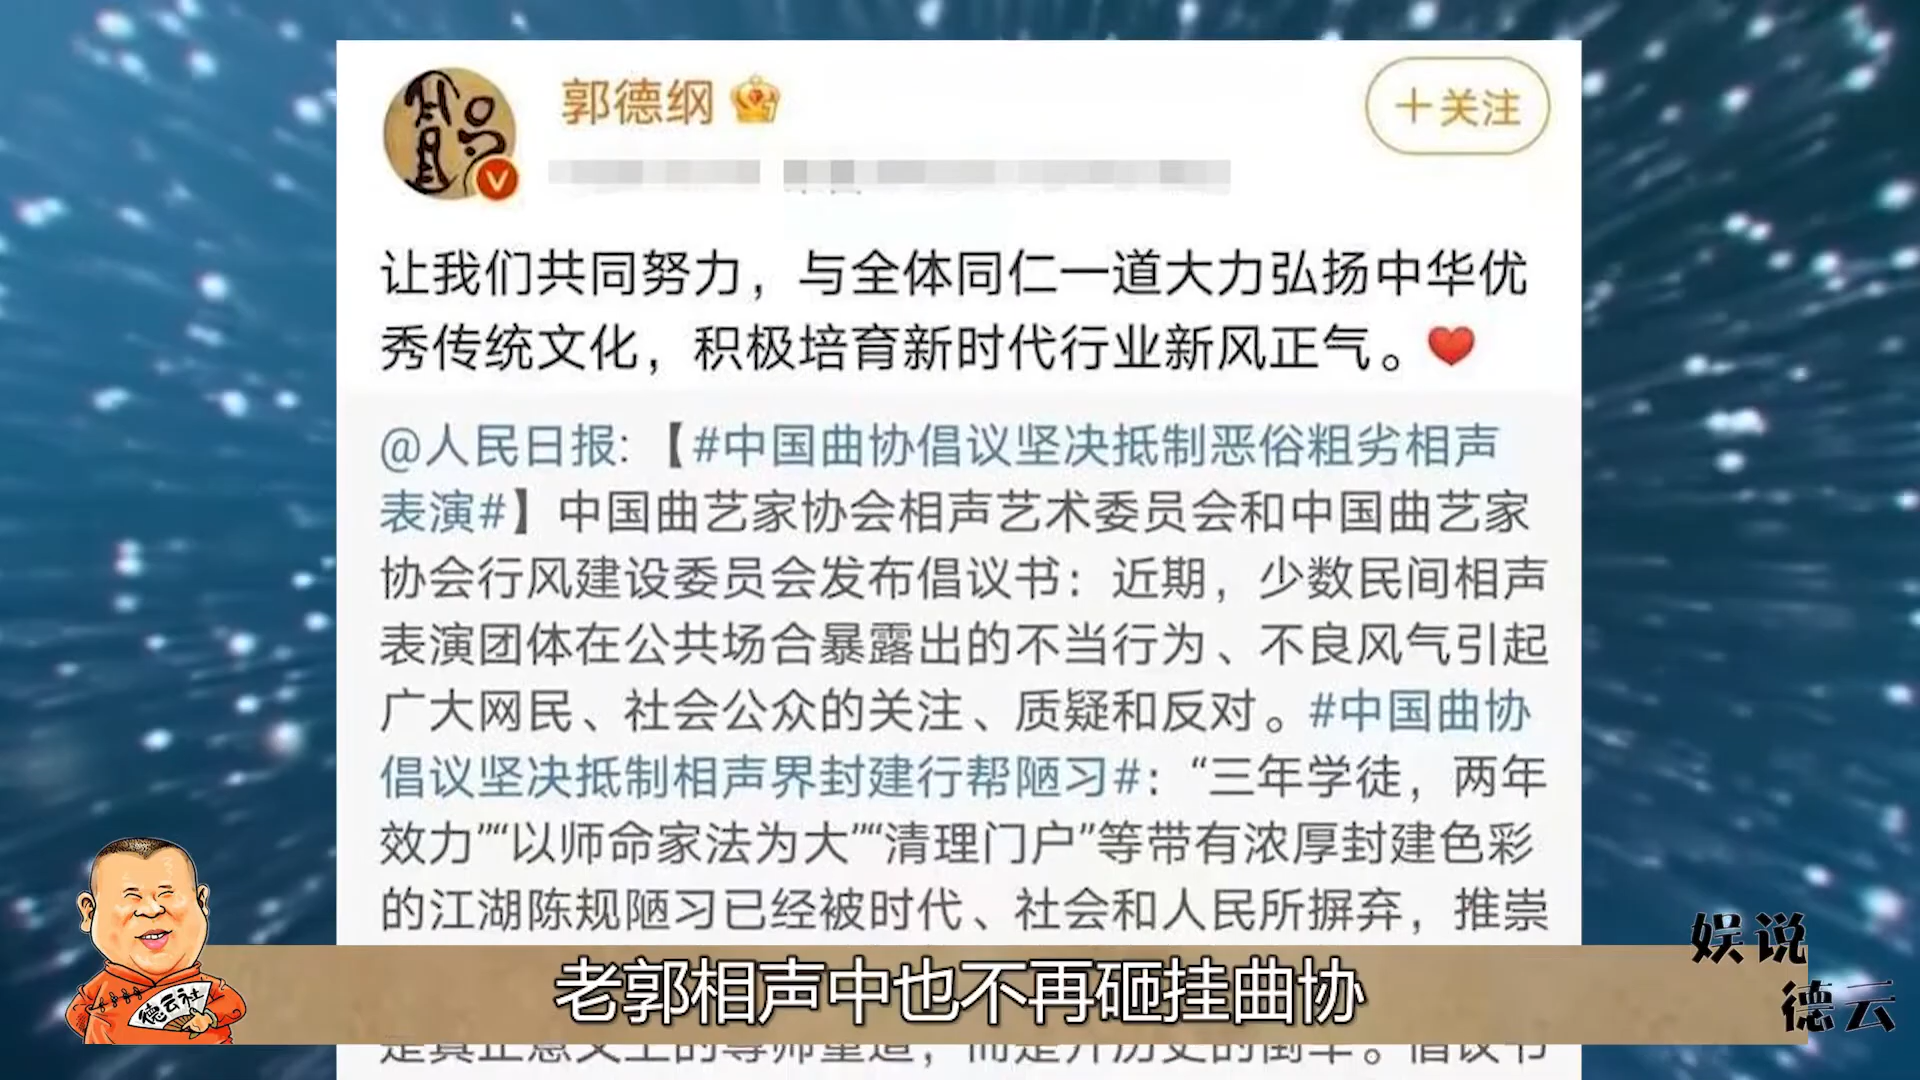 郭德纲
十关注
让我们共同努力，与全体同仁一道大力弘扬中华优
秀传统文化，积极培育新时代行业新风正气。
@人民日报:【#中国曲协倡议坚决抵制恶俗粗劣相声
表演#】中国曲艺家协会相声艺术委员会和中国曲艺家
协会行风建设委员会发布倡议书：近期，少数民间相声
表演团体在公共场合暴露出的不当行为、不良风气引起
广大网民、社会公众的关注、质疑和反对。#中国曲协
倡议坚决抵制相声界封建行帮陋习#：“三年学徒，两年
效力”“以师命家法为大”“清理门户”等带有浓厚封建色彩
的江湖陈规陋习已经被时代、社会和人民所摒弃，推崇
老郭相声中也不再砸挂曲协
德云社
娱说
德云